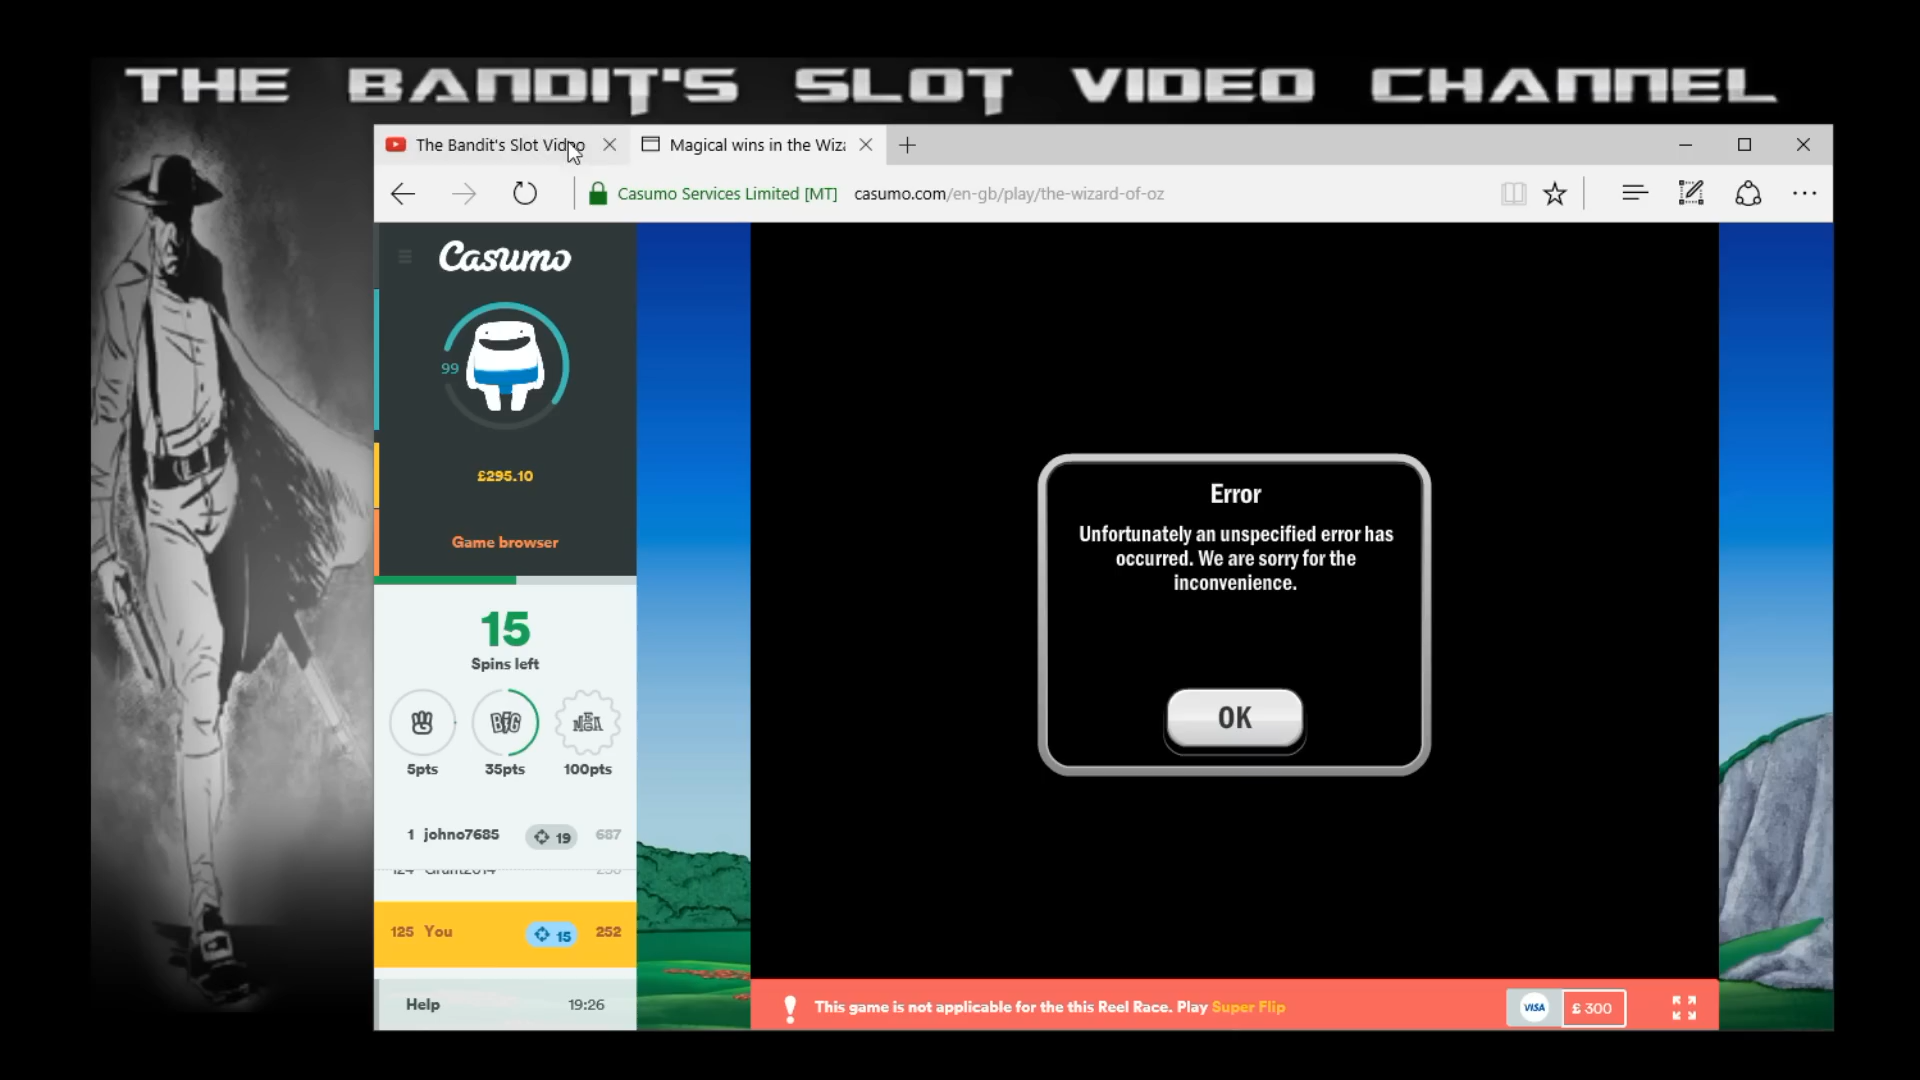 THE BANDIT'S SLOT VIDEO CHANNEL
The Bandit's Slot Video
Magical wins in the Wiz
Casumo Services Limited [MT]
casumo.com/en-gb/play/the-wizard-of-oz
Casumo
99
£295.10
Game browser
15
Spins left
BIG
MEGA
5pts
35pts
100pts
1 johno7685 19 687
124 Grant2014
125 You 15 252
Help 19:26
Error
Unfortunately an unspecified error has
occurred. We are sorry for the
inconvenience.
OK
This game is not applicable for the this Reel Race. Play Super Flip
VISA
£ 300